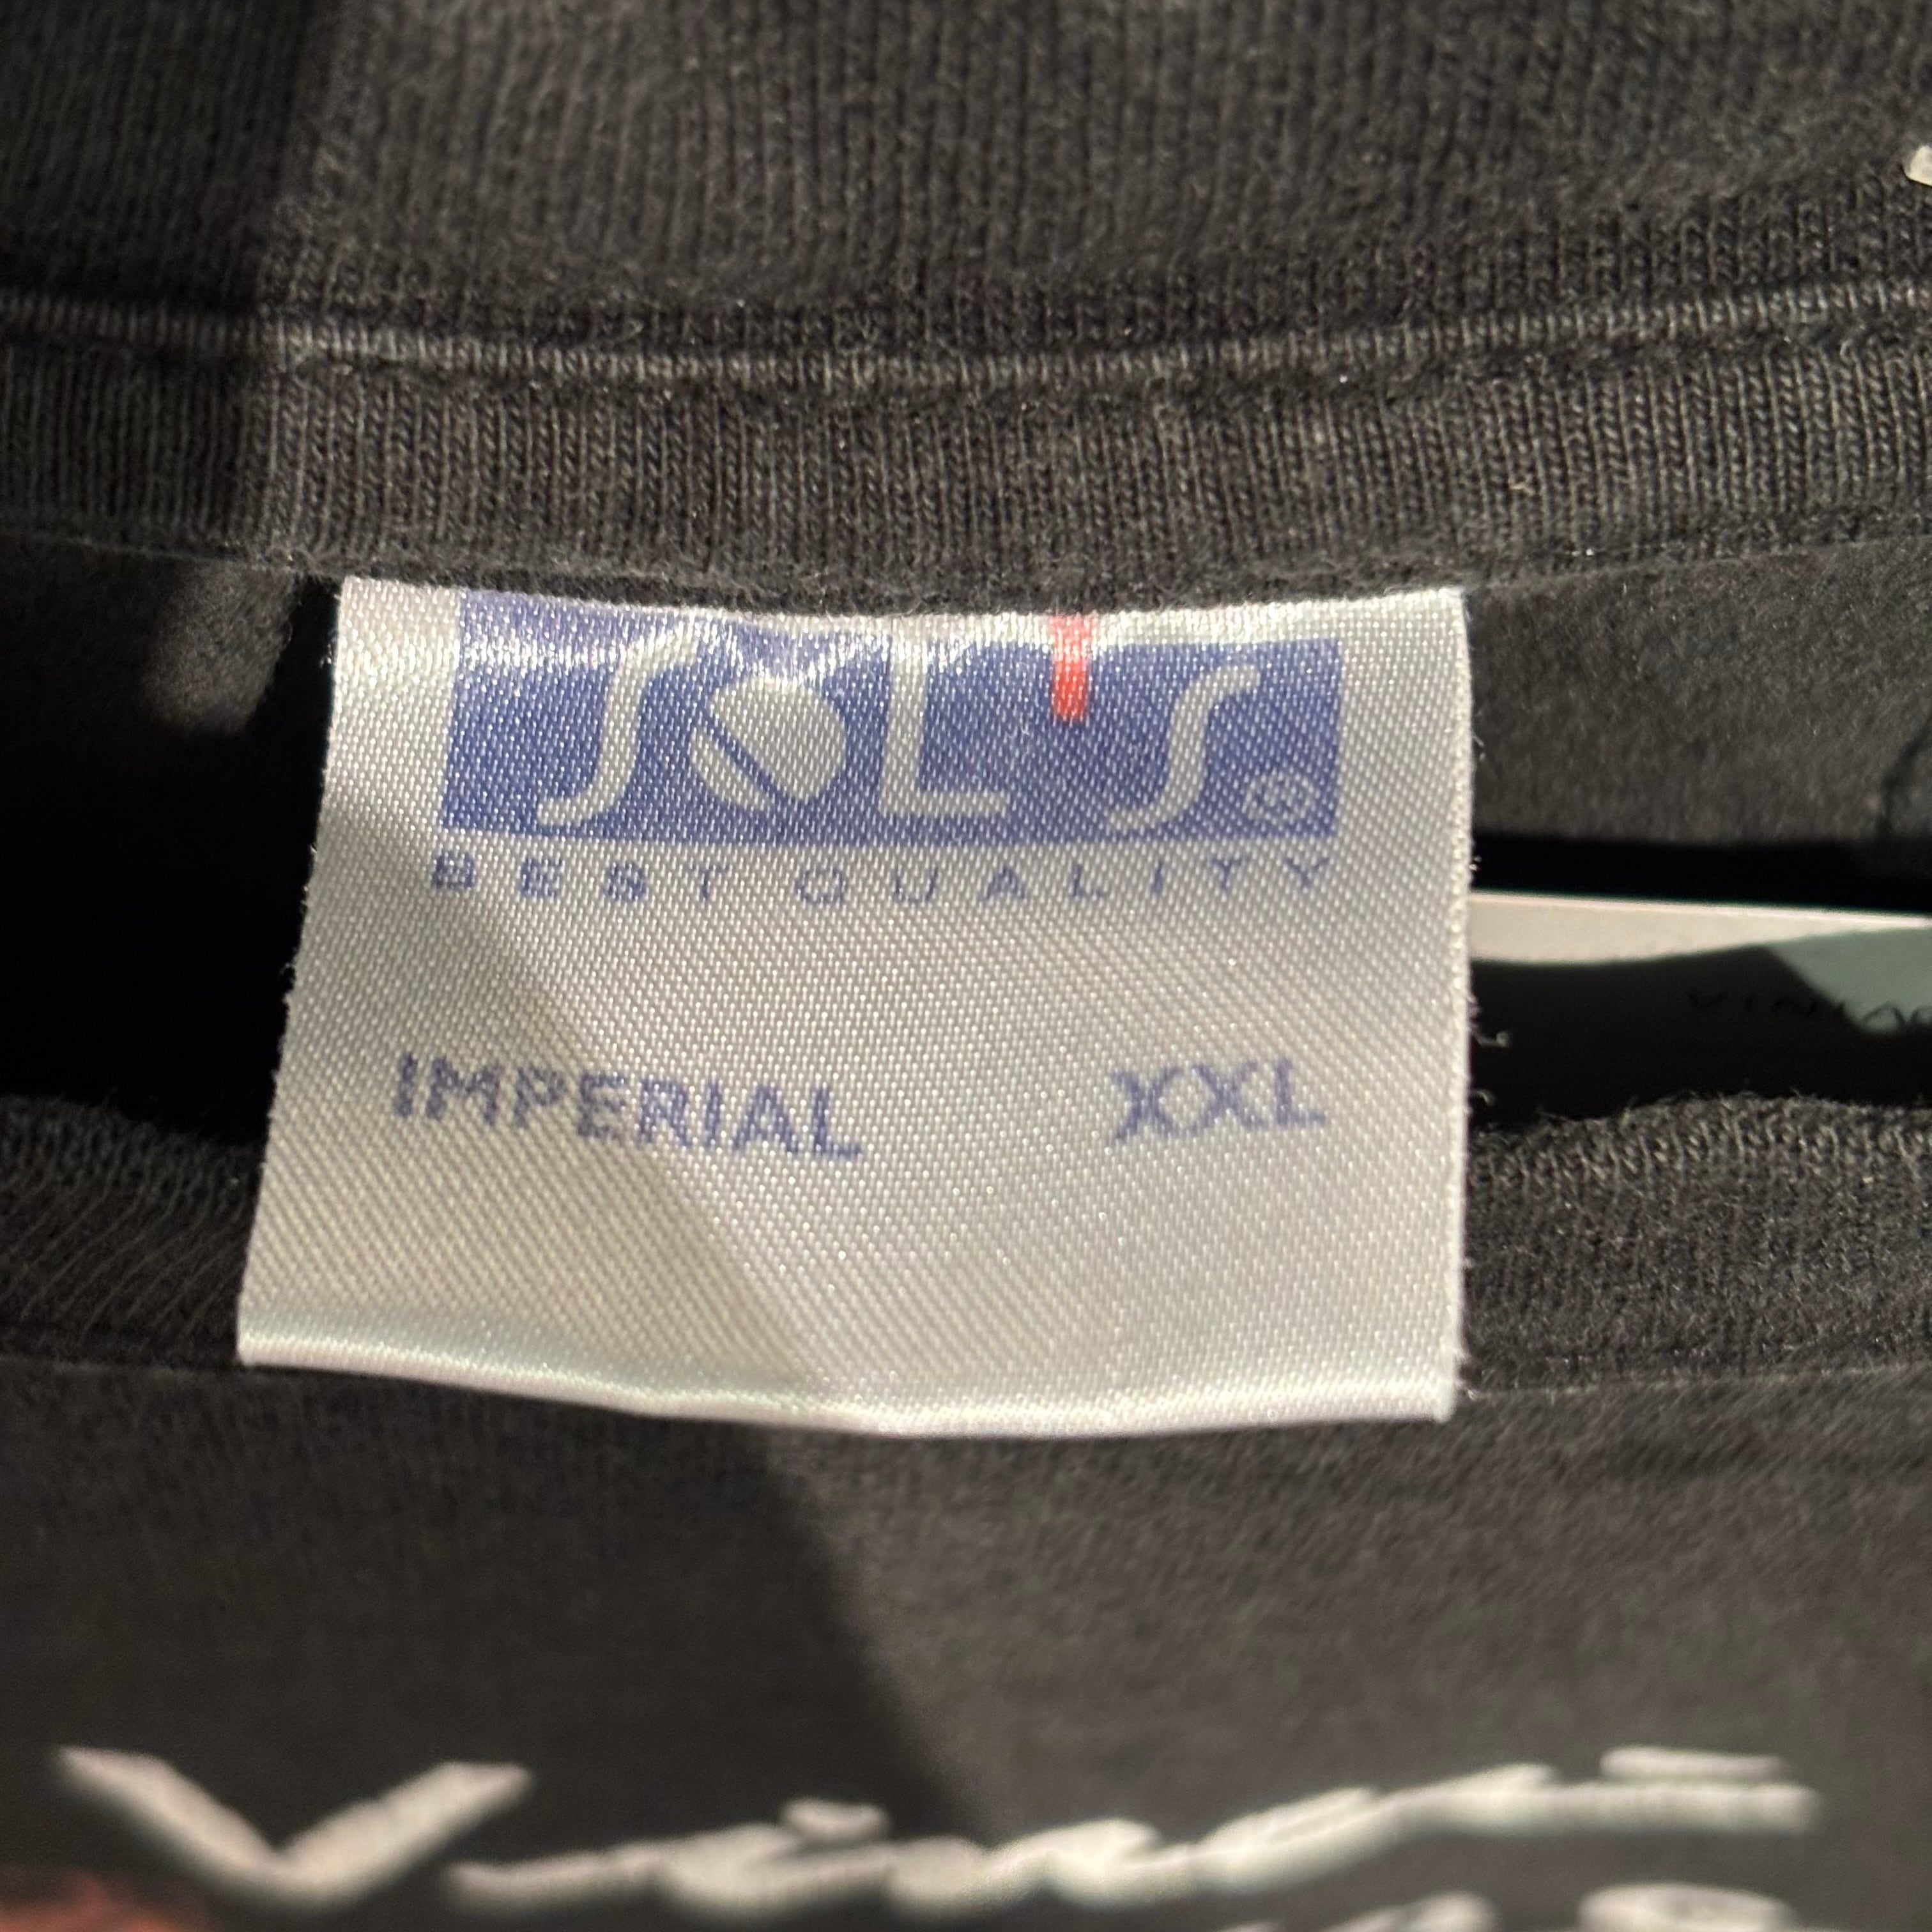 SOL'S ®
BEST QUALITY
IMPERIAL XXL